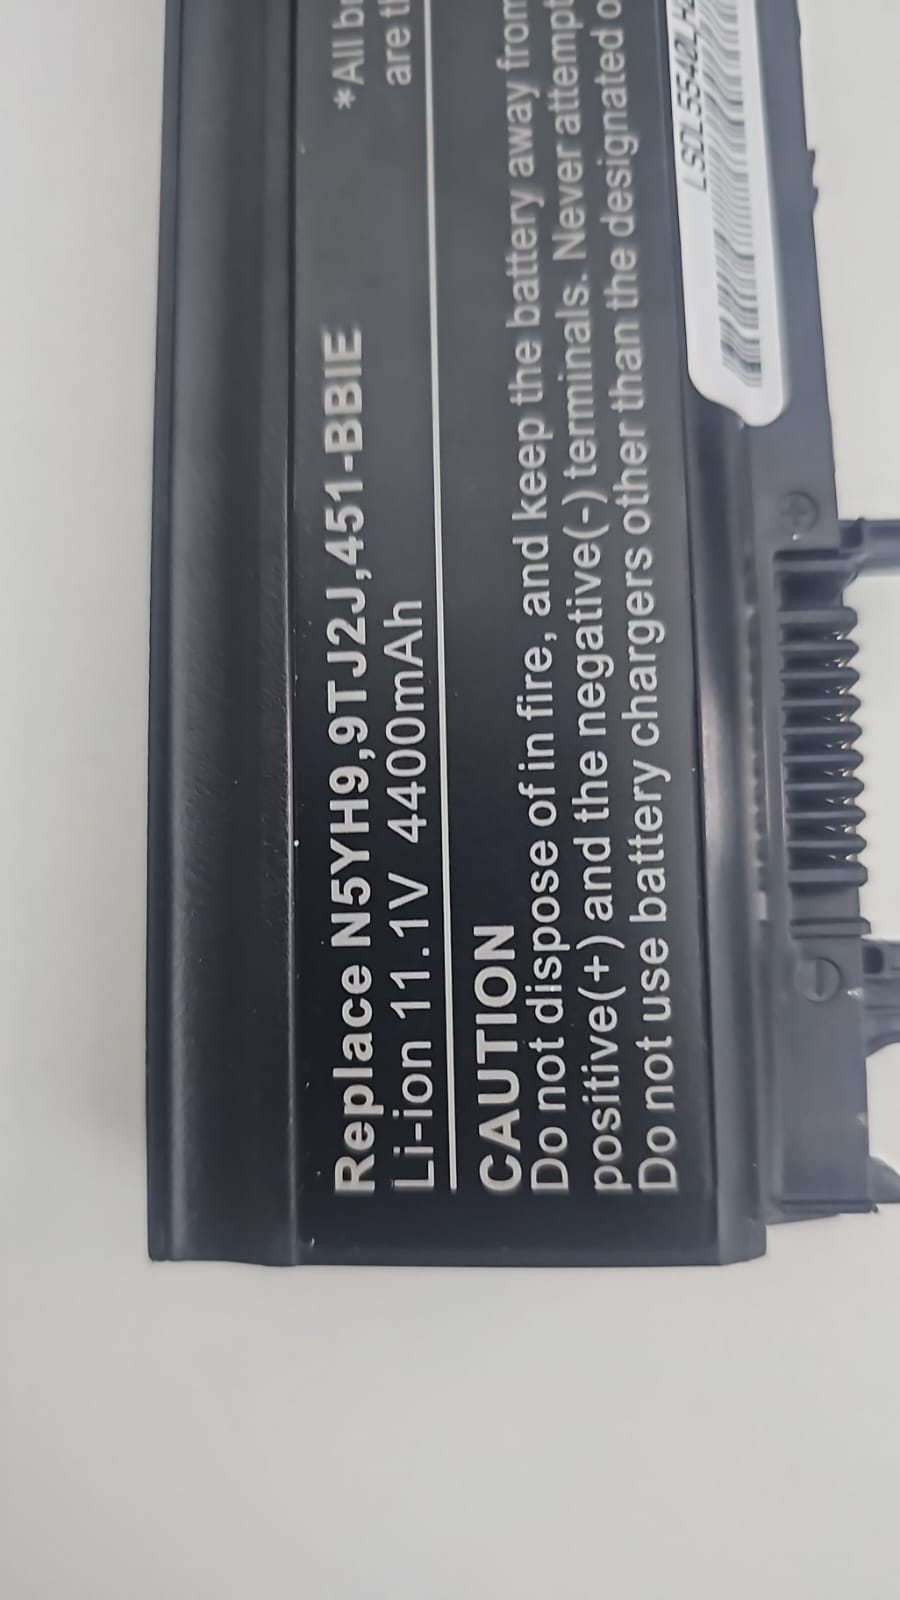 Replace N5YH9,9TJ2J,451-BBIE
Li-ion 11.1V 4400mAh
*All
are
CAUTION
Do not dispose of in fire, and keep the battery away from
positive(+) and the negative(-) terminals. Never attempt
Do not use battery chargers other than the designated
+
-